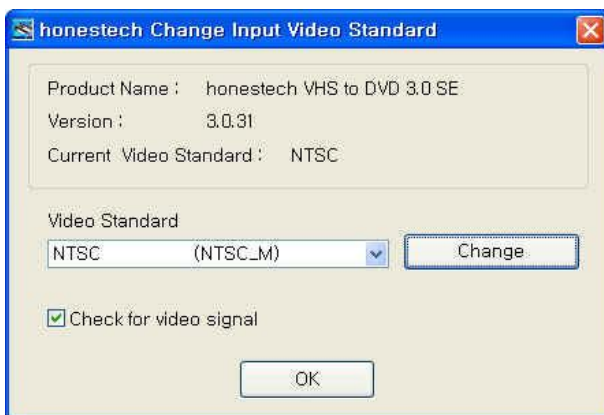 honestech Change Input Video Standard
Product Name : honestech VHS to DVD 3.0 SE
Version : 3.0.31
Current Video Standard : NTSC
Video Standard
NTSC (NTSC_M)
Change
Check for video signal
OK